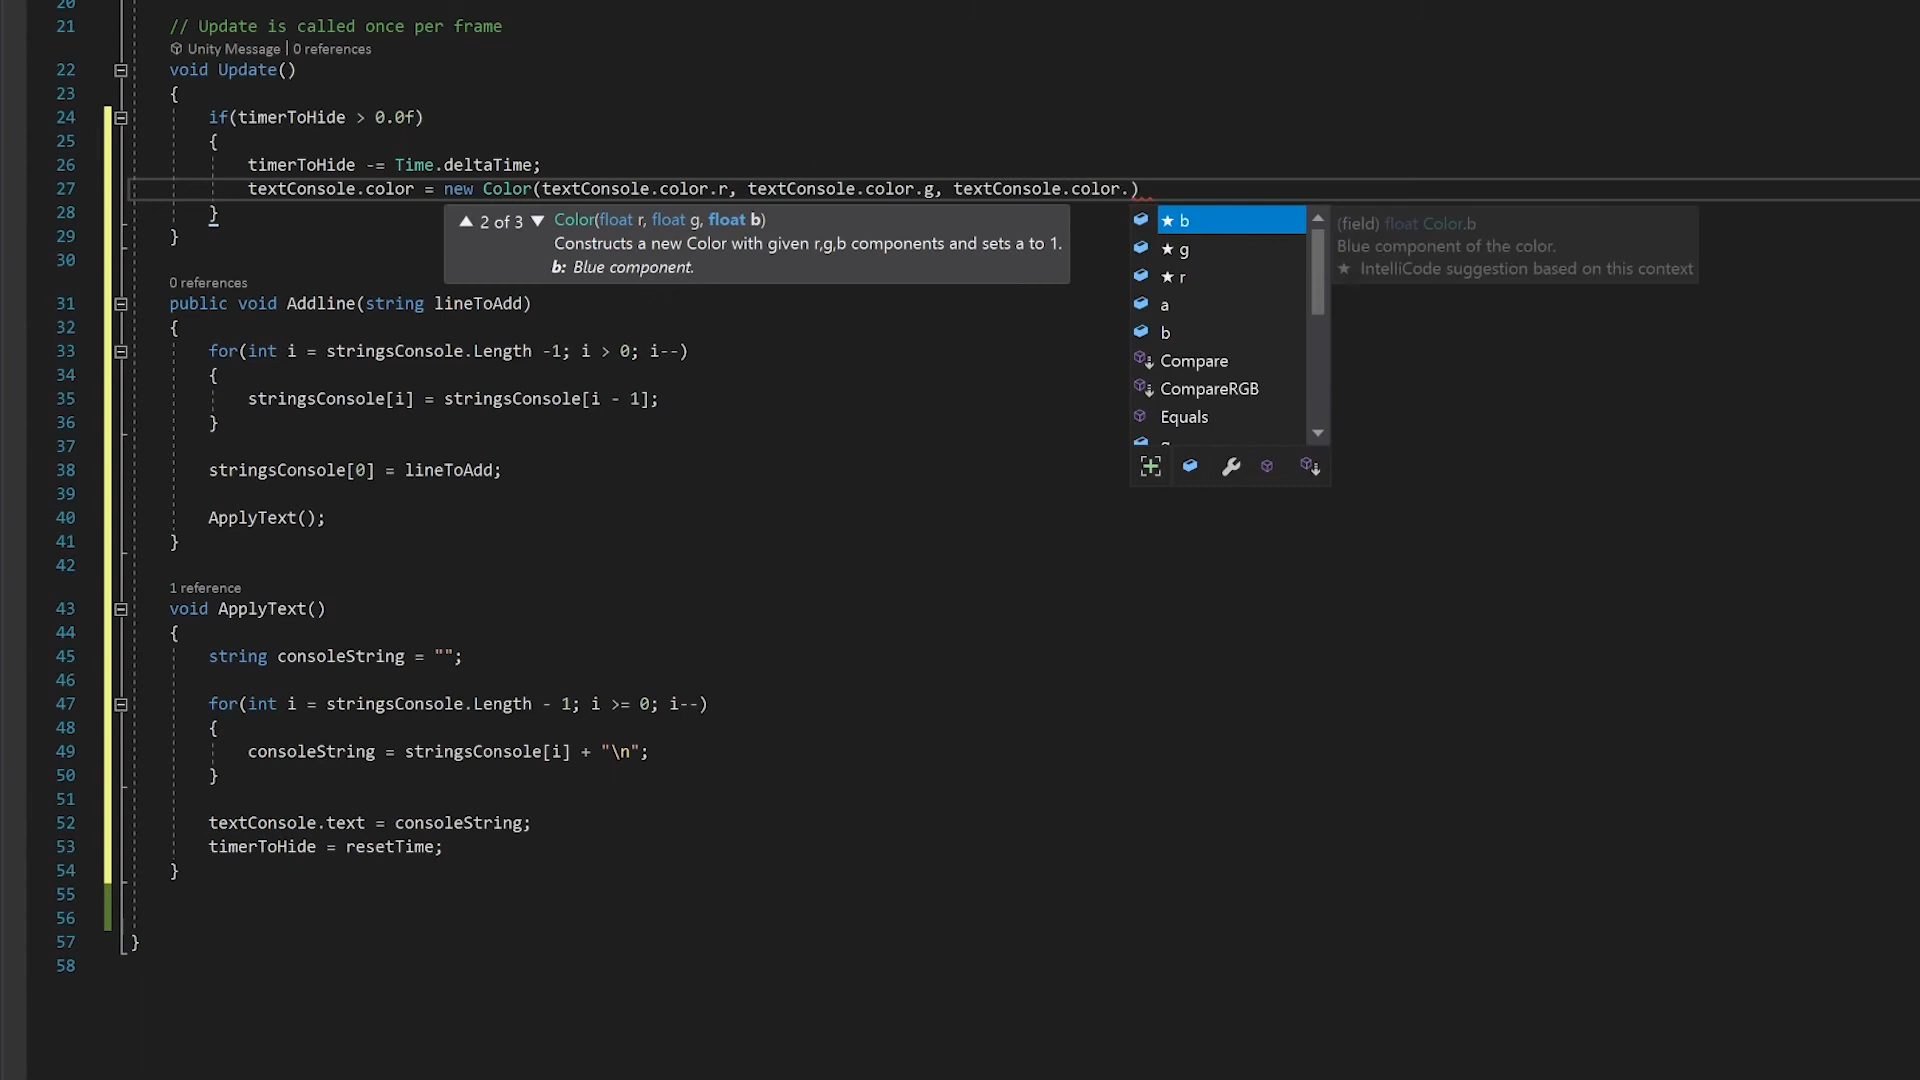 20
21 // Update is called once per frame
Unity Message | 0 references
22 void Update()
23 {
24 if(timerToHide > 0.0f)
25 {
26 timerToHide -= Time.deltaTime;
27 textConsole.color = new Color(textConsole.color.r, textConsole.color.g, textConsole.color.)
28 }
29 }
30
▲ 2 of 3 ▼ Color(float r, float g, float b)
Constructs a new Color with given r,g,b components and sets a to 1.
b: Blue component.
★ b
★ g
★ r
a
b
Compare
CompareRGB
Equals
(field) float Color.b
Blue component of the color.
★ IntelliCode suggestion based on this context
0 references
31 public void Addline(string lineToAdd)
32 {
33 for(int i = stringsConsole.Length -1; i > 0; i--)
34 {
35 stringsConsole[i] = stringsConsole[i - 1];
36 }
37
38 stringsConsole[0] = lineToAdd;
39
40 ApplyText();
41 }
42
1 reference
43 void ApplyText()
44 {
45 string consoleString = "";
46
47 for(int i = stringsConsole.Length - 1; i >= 0; i--)
48 {
49 consoleString = stringsConsole[i] + "\n";
50 }
51
52 textConsole.text = consoleString;
53 timerToHide = resetTime;
54 }
55
56
57 }
58